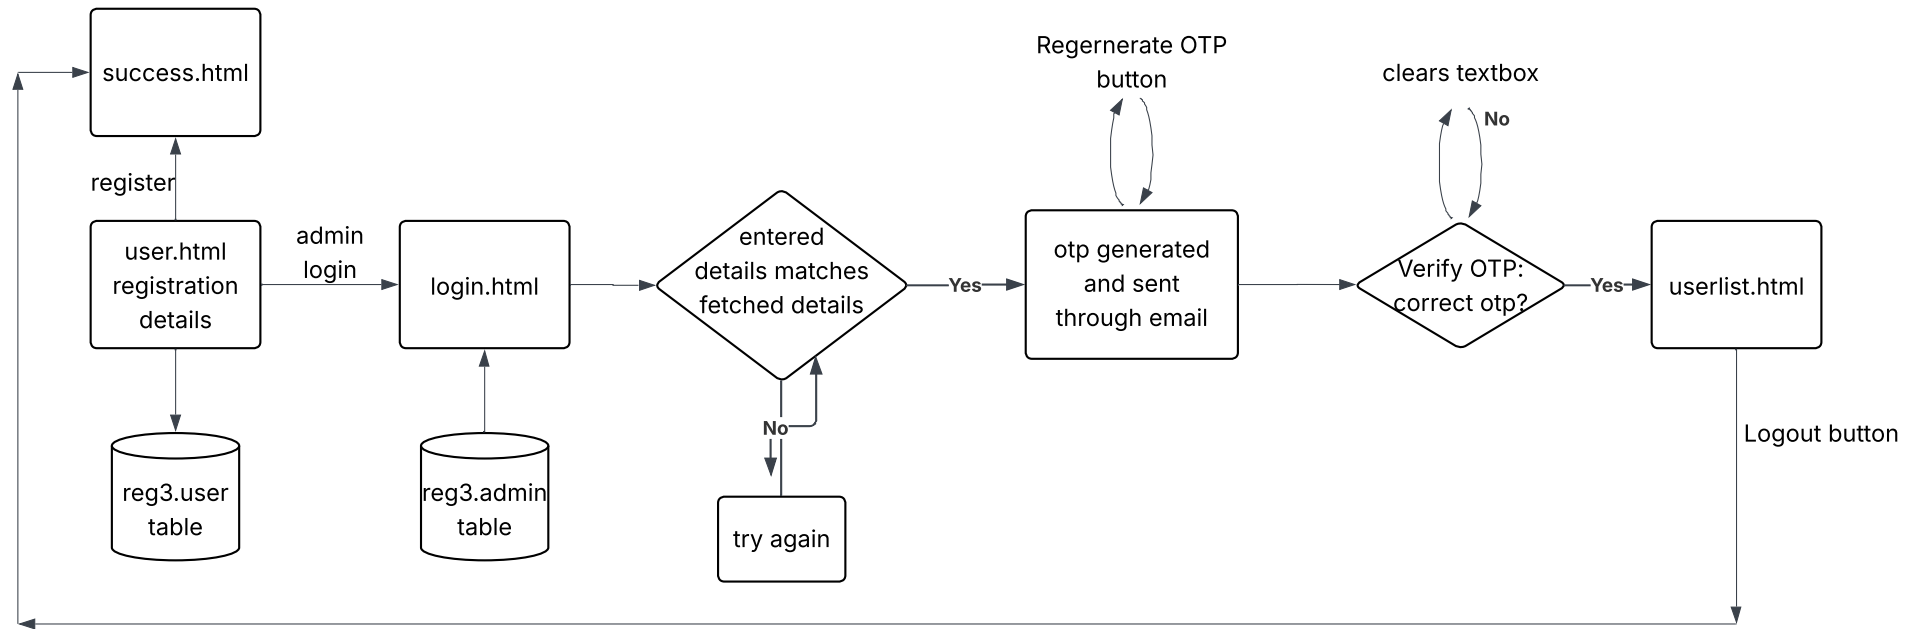 success.html
register
user.html
registration
details
admin
login
login.html
reg3.user
table
reg3.admin
table
entered
details matches
fetched details
No
try again
Yes
Regernerate OTP
button
otp generated
and sent
through email
clears textbox
No
Verify OTP:
correct otp?
Yes
userlist.html
Logout button